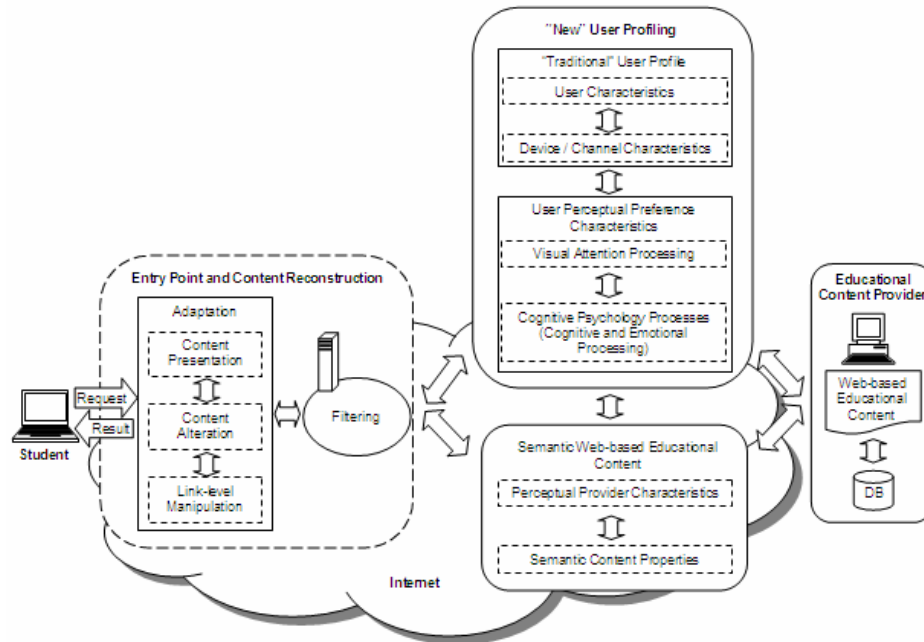 "New" User Profiling
"Traditional" User Profile
User Characteristics
Device / Channel Characteristics
User Perceptual Preference
Characteristics
Visual Attention Processing
Cognitive Psychology Processes
(Cognitive and Emotional
Processing)
Entry Point and Content Reconstruction
Adaptation
Content
Presentation
Content
Alteration
Link-level
Manipulation
Filtering
Request
Result
Student
Semantic Web-based Educational
Content
Perceptual Provider Characteristics
Semantic Content Properties
Internet
Educational
Content Provider
Web-based
Educational
Content
DB